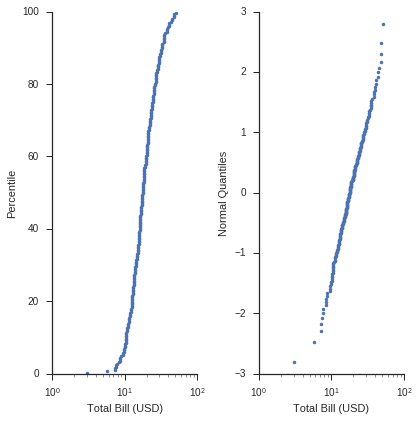 100
80
60
40
20
0
Percentile
10⁰ 10¹ 10²
Total Bill (USD)
3
2
1
0
−1
−2
−3
Normal Quantiles
10⁰ 10¹ 10²
Total Bill (USD)